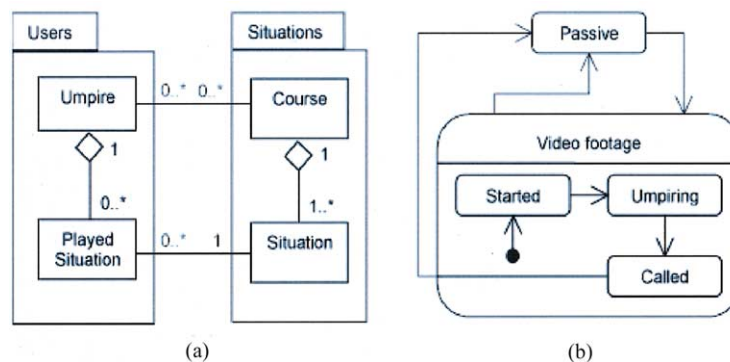 Users
Situations
Umpire
0..* 0..*
Course
1
1
0..*
1..*
Played
Situation
0..* 1
Situation
(a)
Passive
Video footage
Started
Umpiring
Called
(b)